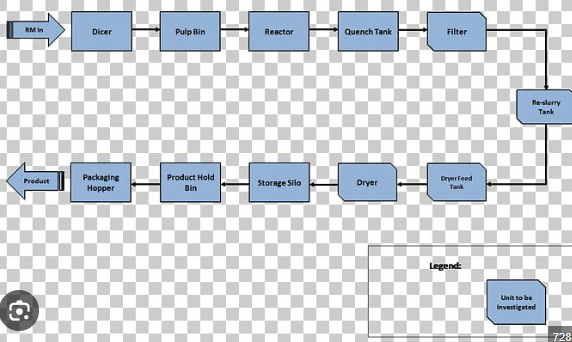 RM In
Dicer
Pulp Bin
Reactor
Quench Tank
Filter
Re-slurry
Tank
Product
Packaging
Hopper
Product Hold
Bin
Storage Silo
Dryer
Dryer Feed
Tank
Legend:
Unit to be
Investigated
728